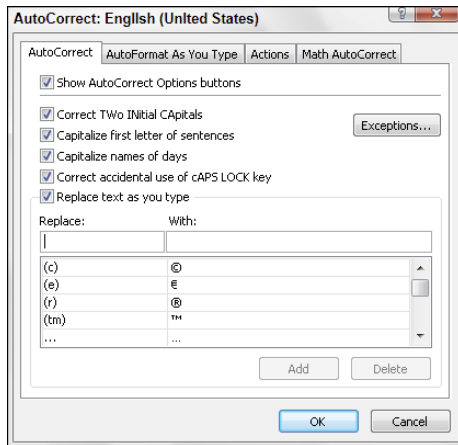 AutoCorrect: English (United States)
AutoCorrect AutoFormat As You Type Actions Math AutoCorrect
Show AutoCorrect Options buttons
Correct TWo INitial CApitals
Exceptions...
Capitalize first letter of sentences
Capitalize names of days
Correct accidental use of cAPS LOCK key
Replace text as you type
Replace: With:
(c) ©
(e) €
(r) ®
(tm) ™
... …
Add Delete
OK Cancel